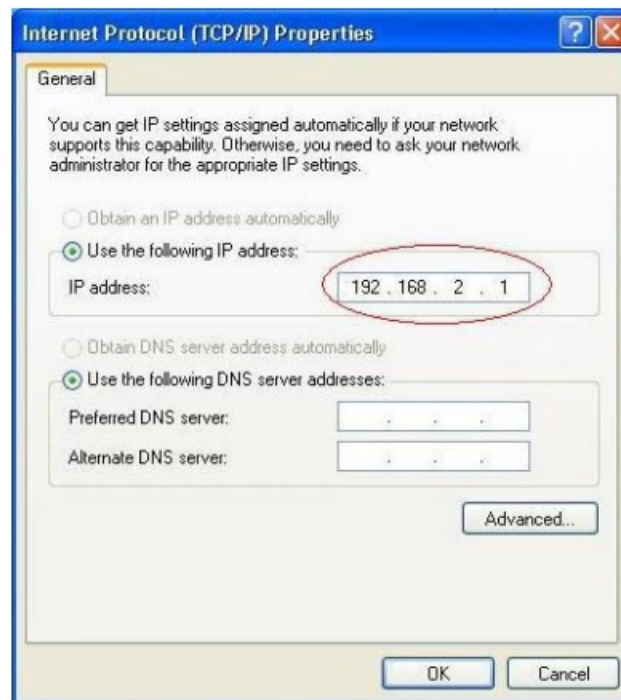 Internet Protocol (TCP/IP) Properties
General
You can get IP settings assigned automatically if your network
supports this capability. Otherwise, you need to ask your network
administrator for the appropriate IP settings.
Obtain an IP address automatically
Use the following IP address:
IP address: 192 . 168 . 2 . 1
Obtain DNS server address automatically
Use the following DNS server addresses:
Preferred DNS server: . . .
Alternate DNS server: . . .
Advanced...
OK Cancel